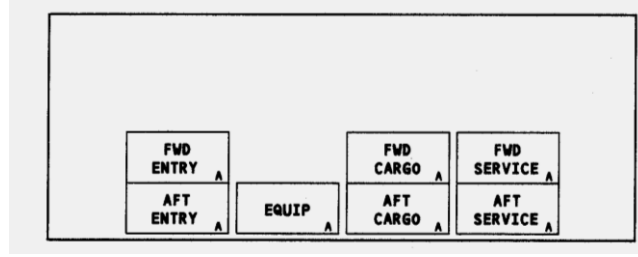 FWD
ENTRY A
FWD
CARGO A
FWD
SERVICE A
AFT
ENTRY A
EQUIP A
AFT
CARGO A
AFT
SERVICE A